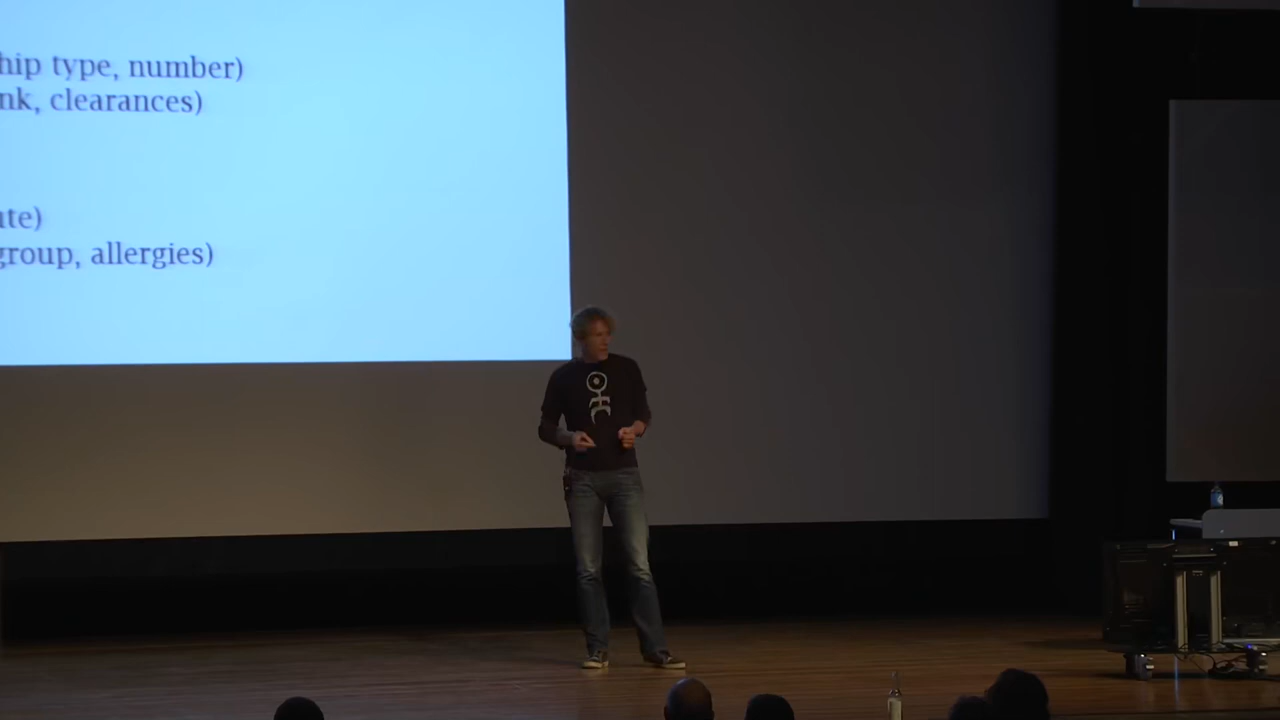 hip type, number)
nk, clearances)
ute)
group, allergies)